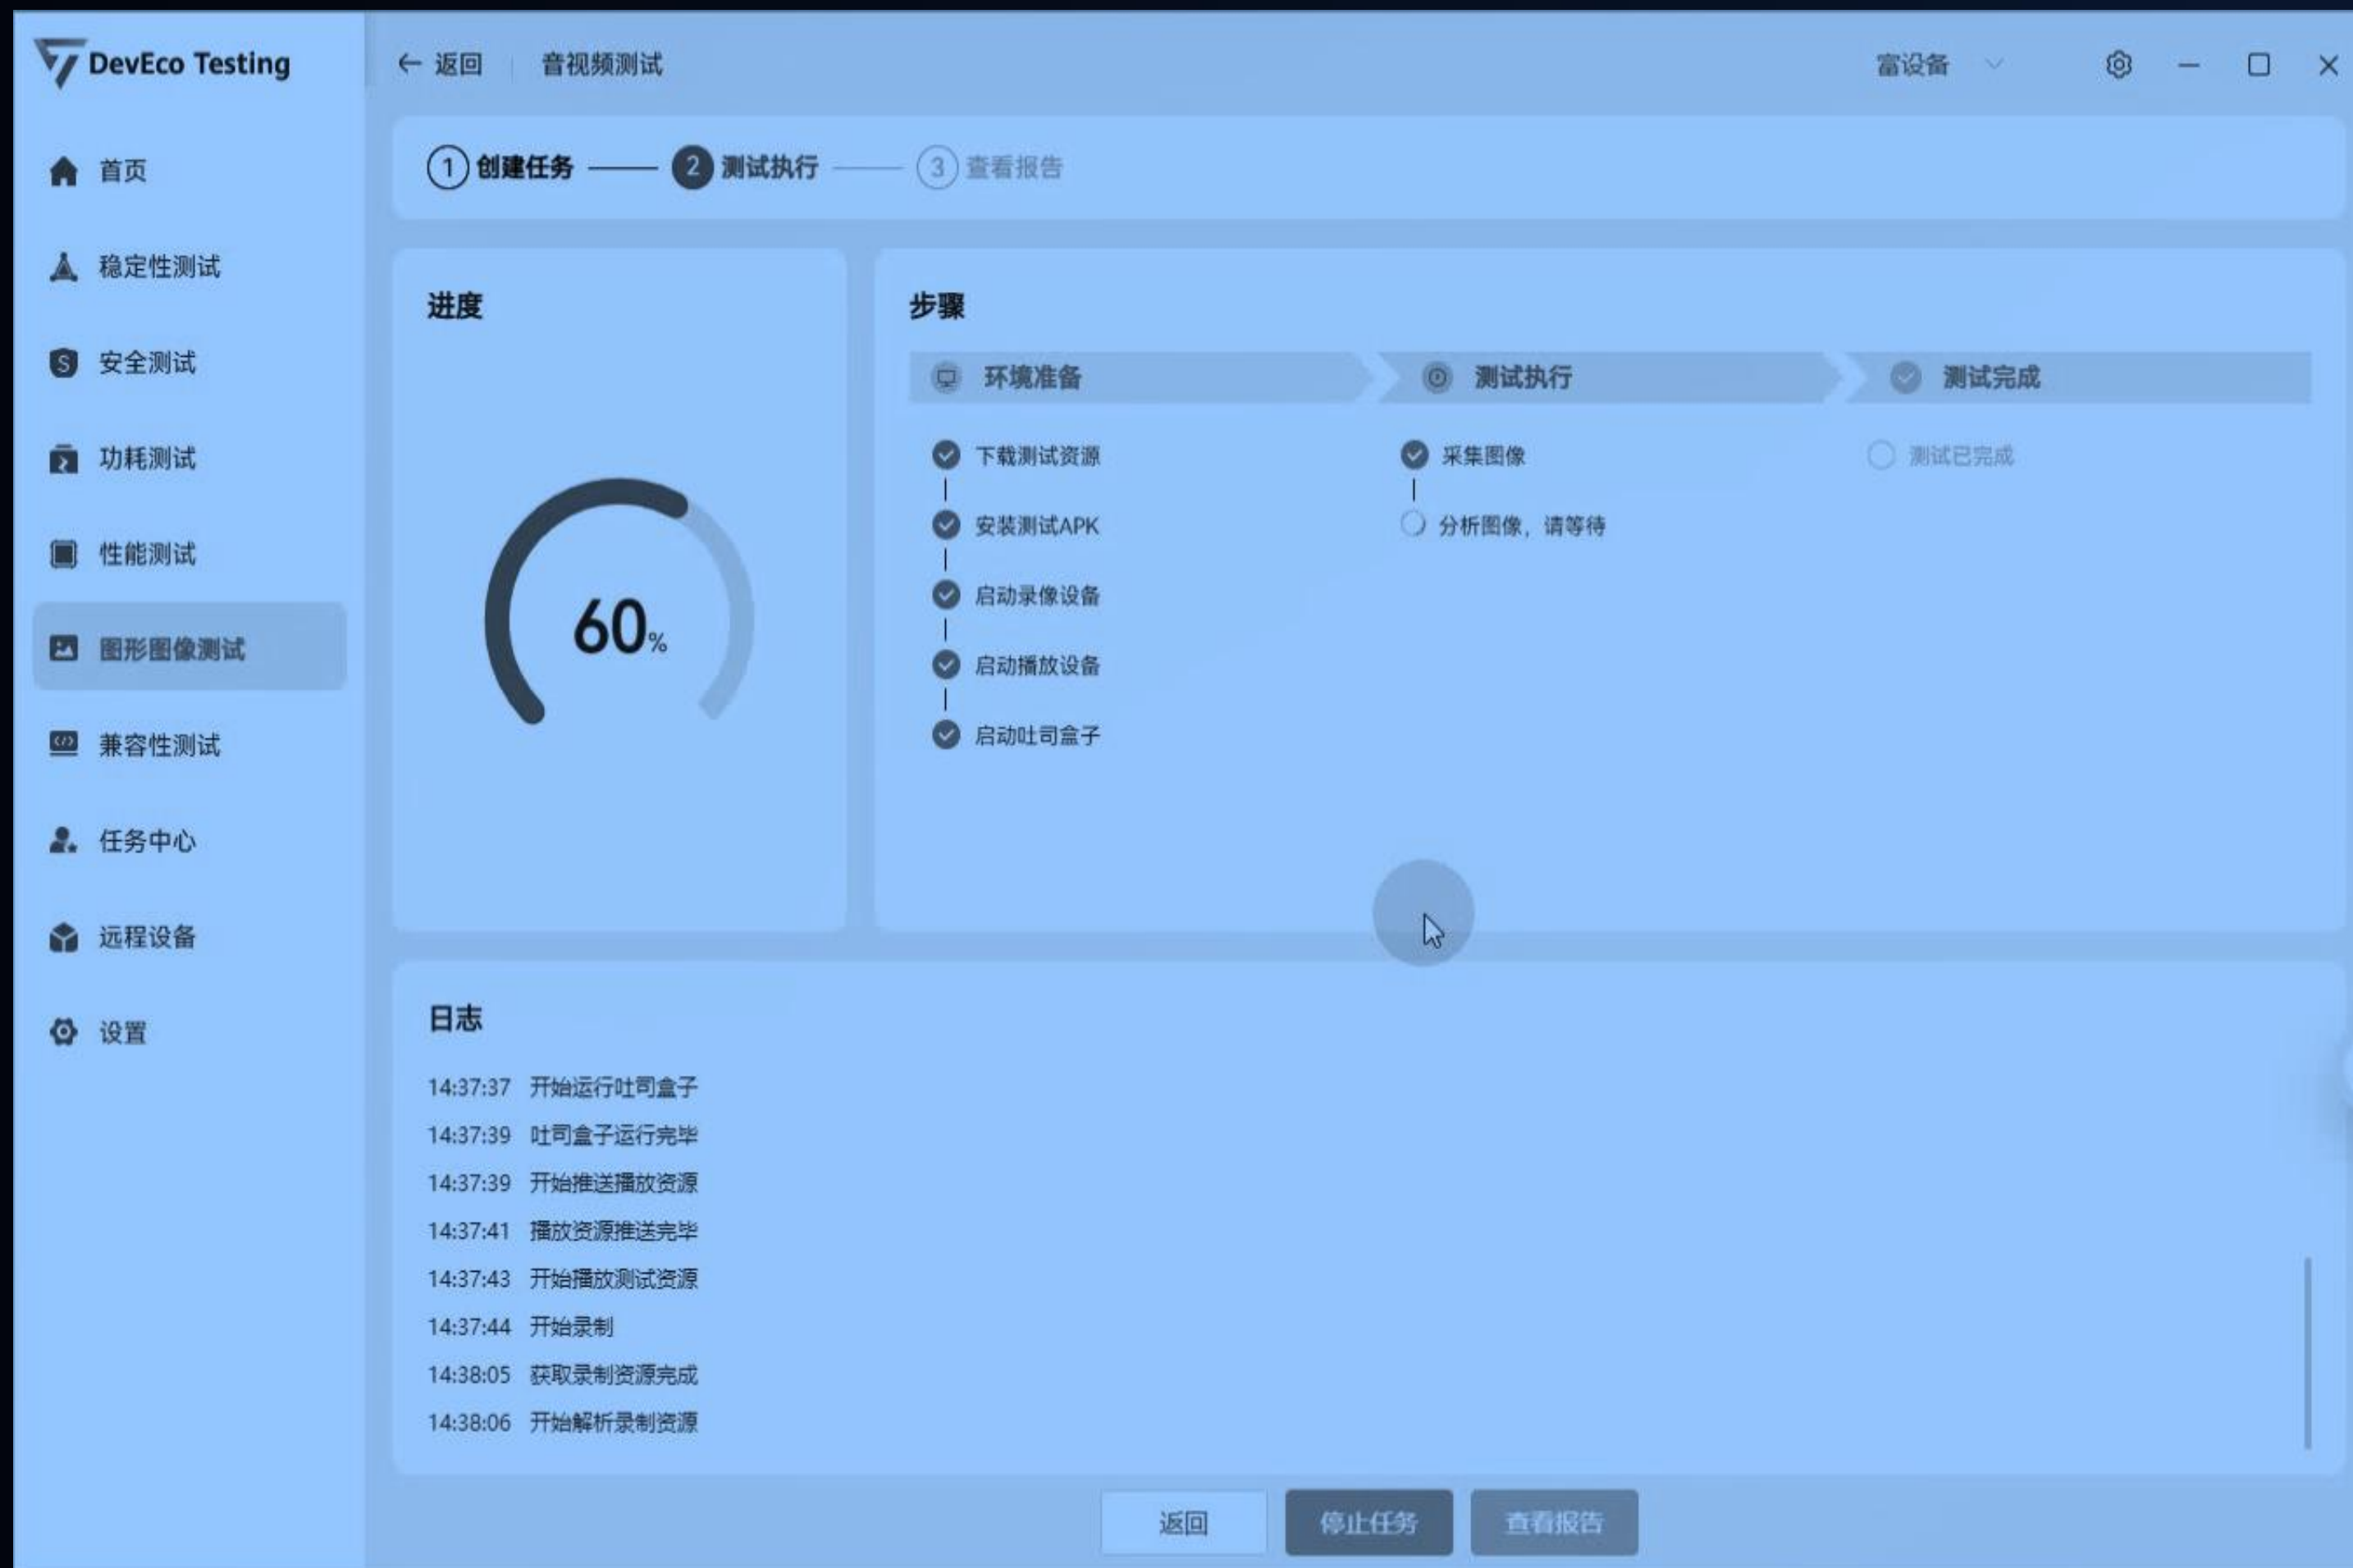 DevEco Testing
返回
音视频测试
富设备
首页
稳定性测试
安全测试
功耗测试
性能测试
图形图像测试
兼容性测试
任务中心
远程设备
设置
1 创建任务
2 测试执行
3 查看报告
进度
60%
步骤
环境准备
下载测试资源
安装测试APK
启动录像设备
启动播放设备
启动吐司盒子
测试执行
采集图像
分析图像，请等待
测试完成
测试已完成
日志
14:37:37 开始运行吐司盒子
14:37:39 吐司盒子运行完毕
14:37:39 开始推送播放资源
14:37:41 播放资源推送完毕
14:37:43 开始播放测试资源
14:37:44 开始录制
14:38:05 获取录制资源完成
14:38:06 开始解析录制资源
返回
停止任务
查看报告